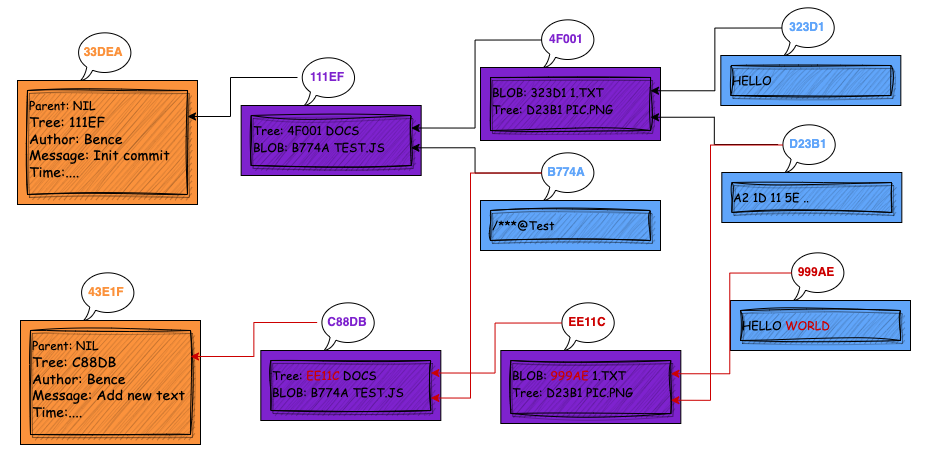 33DEA
Parent: NIL
Tree: 111EF
Author: Bence
Message: Init commit
Time:....
111EF
Tree: 4F001 DOCS
BLOB: B774A TEST.JS
4F001
BLOB: 323D1 1.TXT
Tree: D23B1 PIC.PNG
323D1
HELLO
B774A
/***@Test
D23B1
A2 1D 11 5E ..
43E1F
Parent: NIL
Tree: C88DB
Author: Bence
Message: Add new text
Time:....
C88DB
Tree: EE11C DOCS
BLOB: B774A TEST.JS
EE11C
BLOB: 999AE 1.TXT
Tree: D23B1 PIC.PNG
999AE
HELLO WORLD